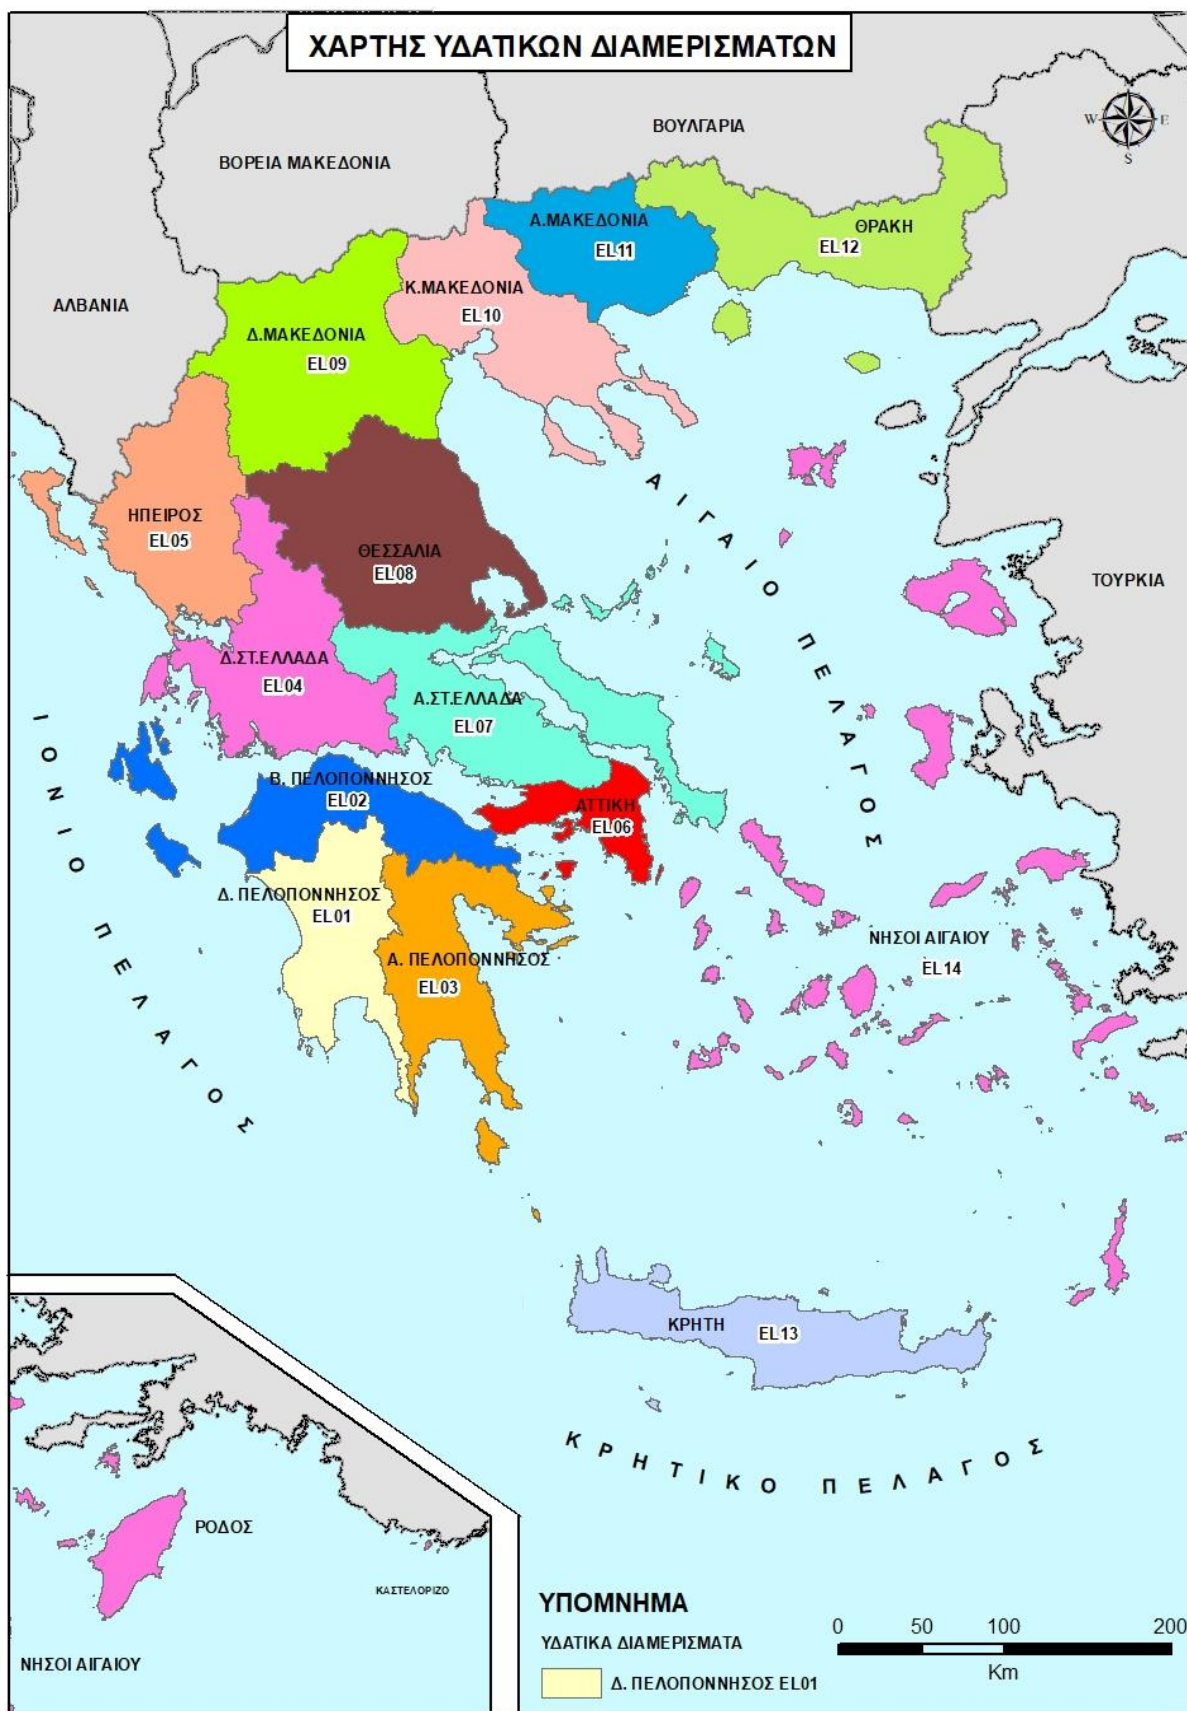 ΧΑΡΤΗΣ ΥΔΑΤΙΚΩΝ ΔΙΑΜΕΡΙΣΜΑΤΩΝ
ΒΟΥΛΓΑΡΙΑ
W E
S
ΒΟΡΕΙΑ ΜΑΚΕΔΟΝΙΑ
Α.ΜΑΚΕΔΟΝΙΑ
EL11
ΘΡΑΚΗ
EL12
ΑΛΒΑΝΙΑ
Κ.ΜΑΚΕΔΟΝΙΑ
EL10
Δ.ΜΑΚΕΔΟΝΙΑ
EL09
ΗΠΕΙΡΟΣ
EL05
ΘΕΣΣΑΛΙΑ
EL08
ΑΙΓΑΙΟ ΠΕΛΑΓΟΣ
ΤΟΥΡΚΙΑ
Δ.ΣΤ.ΕΛΛΑΔΑ
EL04
Α.ΣΤ.ΕΛΛΑΔΑ
EL07
ΙΟΝΙΟ ΠΕΛΑΓΟΣ
Β. ΠΕΛΟΠΟΝΝΗΣΟΣ
EL02
ΑΤΤΙΚΗ
EL06
Δ. ΠΕΛΟΠΟΝΝΗΣΟΣ
EL01
Α. ΠΕΛΟΠΟΝΝΗΣΟΣ
EL03
ΝΗΣΟΙ ΑΙΓΑΙΟΥ
EL14
ΚΡΗΤΗ EL13
ΚΡΗΤΙΚΟ ΠΕΛΑΓΟΣ
ΡΟΔΟΣ
ΚΑΣΤΕΛΟΡΙΖΟ
ΝΗΣΟΙ ΑΙΓΑΙΟΥ
ΥΠΟΜΝΗΜΑ
ΥΔΑΤΙΚΑ ΔΙΑΜΕΡΙΣΜΑΤΑ
Δ. ΠΕΛΟΠΟΝΝΗΣΟΣ EL01
0 50 100 200
Km